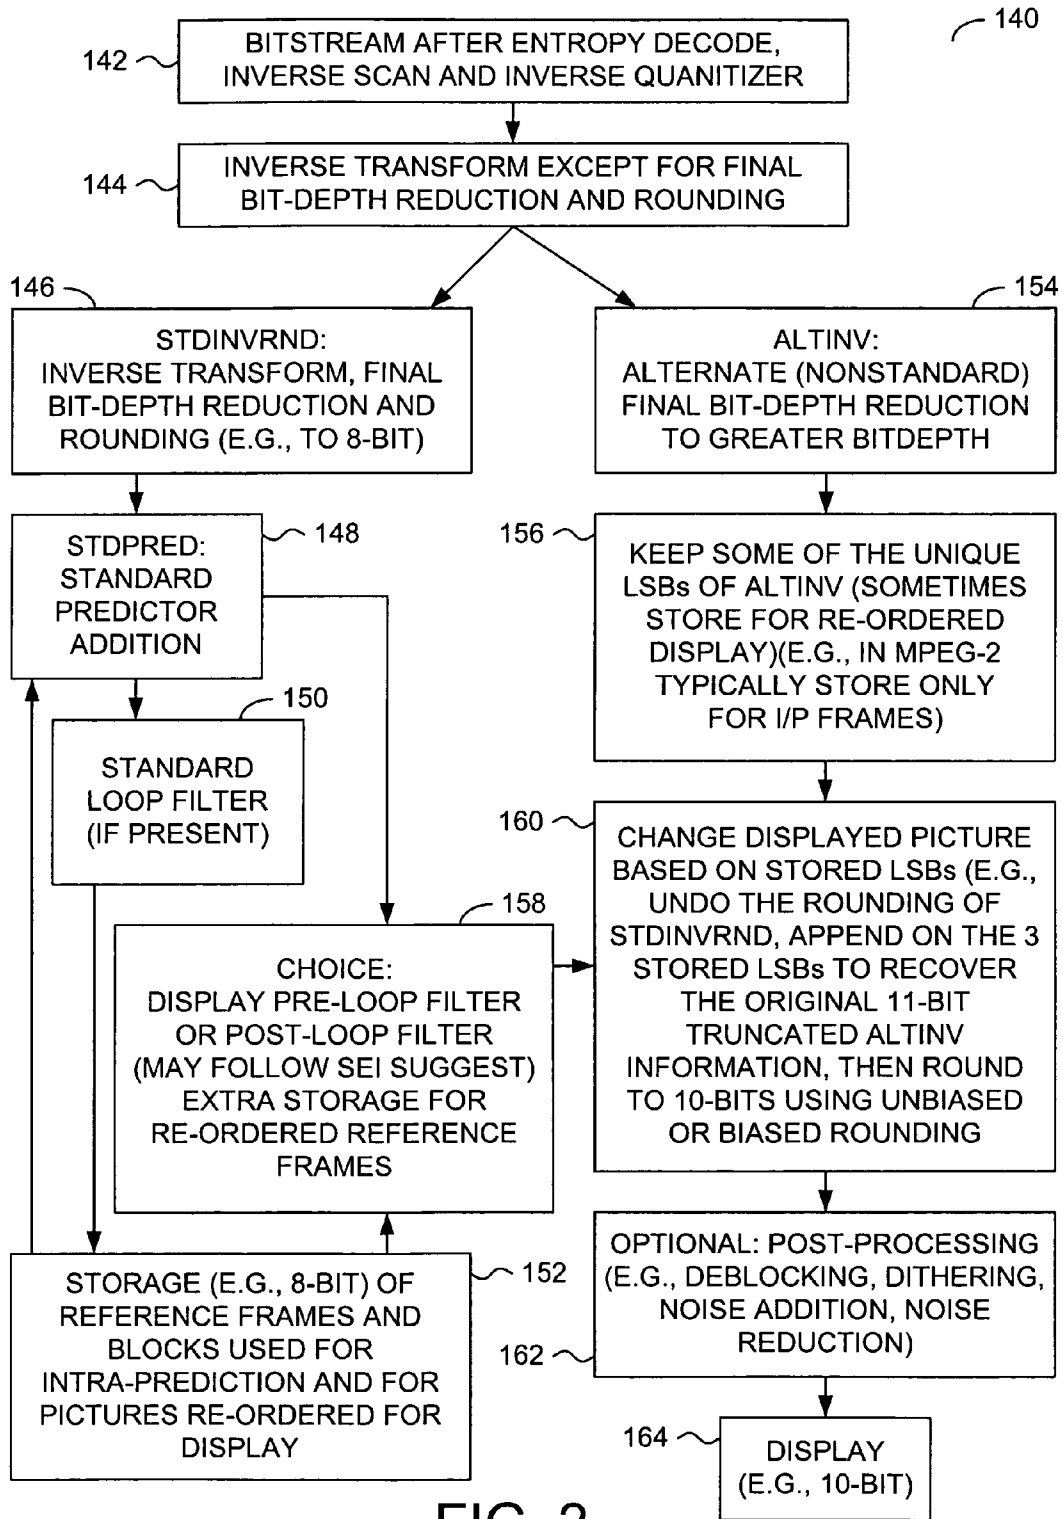 140
142
BITSTREAM AFTER ENTROPY DECODE,
INVERSE SCAN AND INVERSE QUANITIZER
144
INVERSE TRANSFORM EXCEPT FOR FINAL
BIT-DEPTH REDUCTION AND ROUNDING
146
STDINVRND:
INVERSE TRANSFORM, FINAL
BIT-DEPTH REDUCTION AND
ROUNDING (E.G., TO 8-BIT)
154
ALTINV:
ALTERNATE (NONSTANDARD)
FINAL BIT-DEPTH REDUCTION
TO GREATER BITDEPTH
148
STDPRED:
STANDARD
PREDICTOR
ADDITION
156
KEEP SOME OF THE UNIQUE
LSBs OF ALTINV (SOMETIMES
STORE FOR RE-ORDERED
DISPLAY)(E.G., IN MPEG-2
TYPICALLY STORE ONLY
FOR I/P FRAMES)
150
STANDARD
LOOP FILTER
(IF PRESENT)
160
CHANGE DISPLAYED PICTURE
BASED ON STORED LSBs (E.G.,
UNDO THE ROUNDING OF
STDINVRND, APPEND ON THE 3
STORED LSBs TO RECOVER
THE ORIGINAL 11-BIT
TRUNCATED ALTINV
INFORMATION, THEN ROUND
TO 10-BITS USING UNBIASED
OR BIASED ROUNDING
158
CHOICE:
DISPLAY PRE-LOOP FILTER
OR POST-LOOP FILTER
(MAY FOLLOW SEI SUGGEST)
EXTRA STORAGE FOR
RE-ORDERED REFERENCE
FRAMES
152
STORAGE (E.G., 8-BIT) OF
REFERENCE FRAMES AND
BLOCKS USED FOR
INTRA-PREDICTION AND FOR
PICTURES RE-ORDERED FOR
DISPLAY
162
OPTIONAL: POST-PROCESSING
(E.G., DEBLOCKING, DITHERING,
NOISE ADDITION, NOISE
REDUCTION)
164
DISPLAY
(E.G., 10-BIT)
FIG.